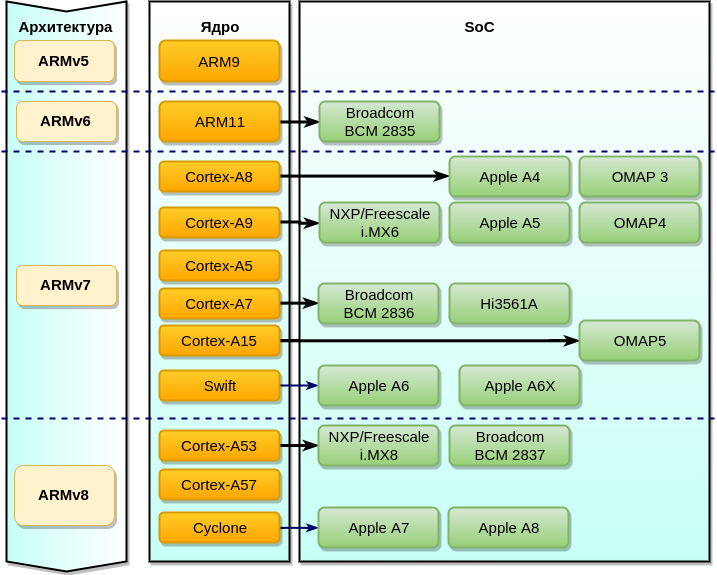 Архитектура
Ядро
SoC
ARMv5
ARM9
ARMv6
ARM11
Broadcom
BCM 2835
Cortex-A8
Apple A4
OMAP 3
Cortex-A9
NXP/Freescale
i.MX6
Apple A5
OMAP4
ARMv7
Cortex-A5
Cortex-A7
Broadcom
BCM 2836
Hi3561A
Cortex-A15
OMAP5
Swift
Apple A6
Apple A6X
ARMv8
Cortex-A53
NXP/Freescale
i.MX8
Broadcom
BCM 2837
Cortex-A57
Cyclone
Apple A7
Apple A8